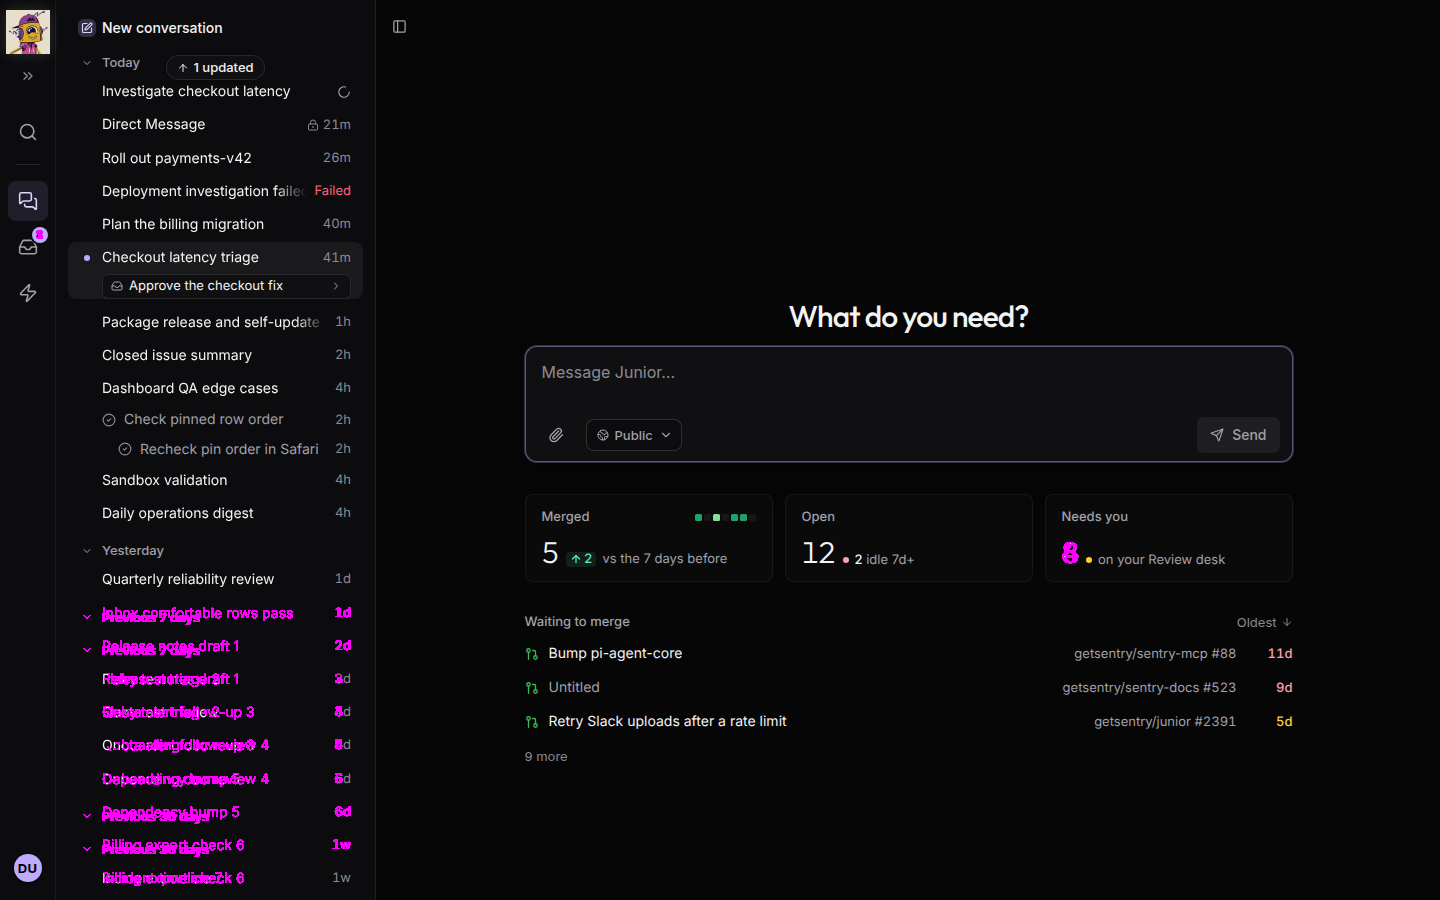 New conversation
Today
↑ 1 updated
Investigate checkout latency
Direct Message 21m
Roll out payments-v42 26m
Deployment investigation failed Failed
Plan the billing migration 40m
Checkout latency triage 41m
Approve the checkout fix
Package release and self-update 1h
Closed issue summary 2h
Dashboard QA edge cases 4h
Check pinned row order 2h
Recheck pin order in Safari 2h
Sandbox validation 4h
Daily operations digest 4h
Yesterday
Quarterly reliability review 1d
Inbox comfortable rows pass 1d
DU
What do you need?
Message Junior...
Public
Send
Merged
5 ↑ 2 vs the 7 days before
Open
12 2 idle 7d+
Needs you
on your Review desk
Waiting to merge Oldest ↓
Bump pi-agent-core getsentry/sentry-mcp #88 11d
Untitled getsentry/sentry-docs #523 9d
Retry Slack uploads after a rate limit getsentry/junior #2391 5d
9 more